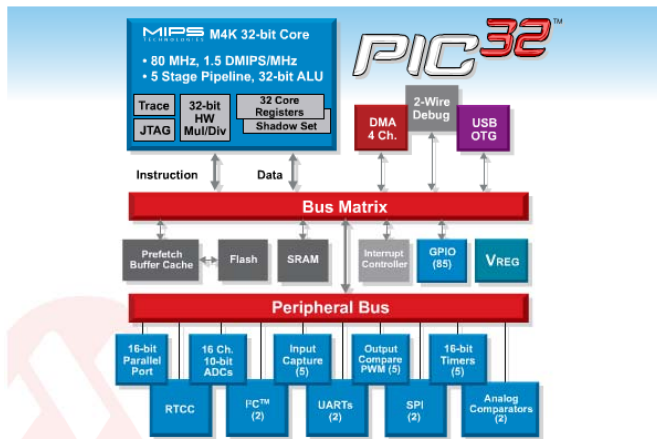 MIPS M4K 32-bit Core
TECHNOLOGIES
• 80 MHz, 1.5 DMIPS/MHz
• 5 Stage Pipeline, 32-bit ALU
Trace
JTAG
32-bit
HW
Mul/Div
32 Core
Registers
Shadow Set
PIC32™
DMA
4 Ch.
2-Wire
Debug
USB
OTG
Instruction
Data
Bus Matrix
Prefetch
Buffer Cache
Flash
SRAM
Interrupt
Controller
GPIO
(85)
VREG
Peripheral Bus
16-bit
Parallel
Port
16 Ch.
10-bit
ADCs
Input
Capture
(5)
Output
Compare
PWM (5)
16-bit
Timers
(5)
RTCC
I²C™
(2)
UARTs
(2)
SPI
(2)
Analog
Comparators
(2)